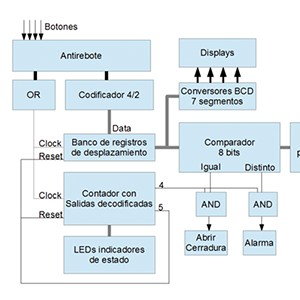 Botones
Antirebote
Displays
OR
Codificador 4/2
Conversores BCD
7 segmentos
Data
Clock
Reset
Banco de registros
de desplazamiento
Comparador
8 bits
Igual
Distinto
Clock
Reset
Contador con
Salidas decodificadas
4
5
AND
AND
LEDs indicadores
de estado
Abrir
Cerradura
Alarma